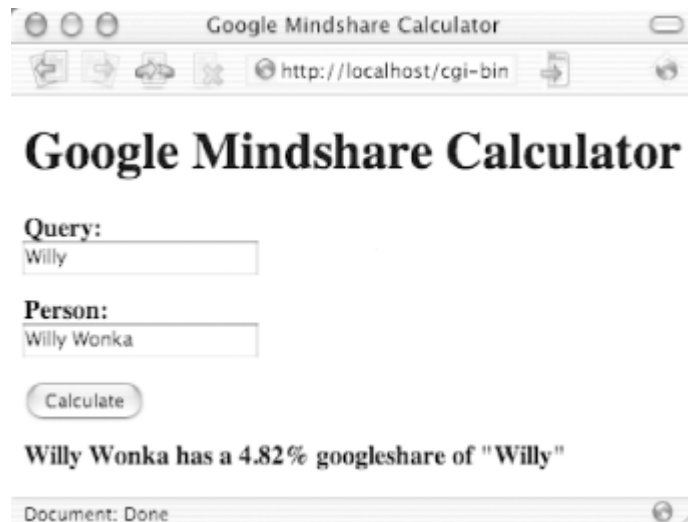 Google Mindshare Calculator
http://localhost/cgi-bin
Google Mindshare Calculator
Query:
Willy
Person:
Willy Wonka
Calculate
Willy Wonka has a 4.82% googleshare of "Willy"
Document: Done